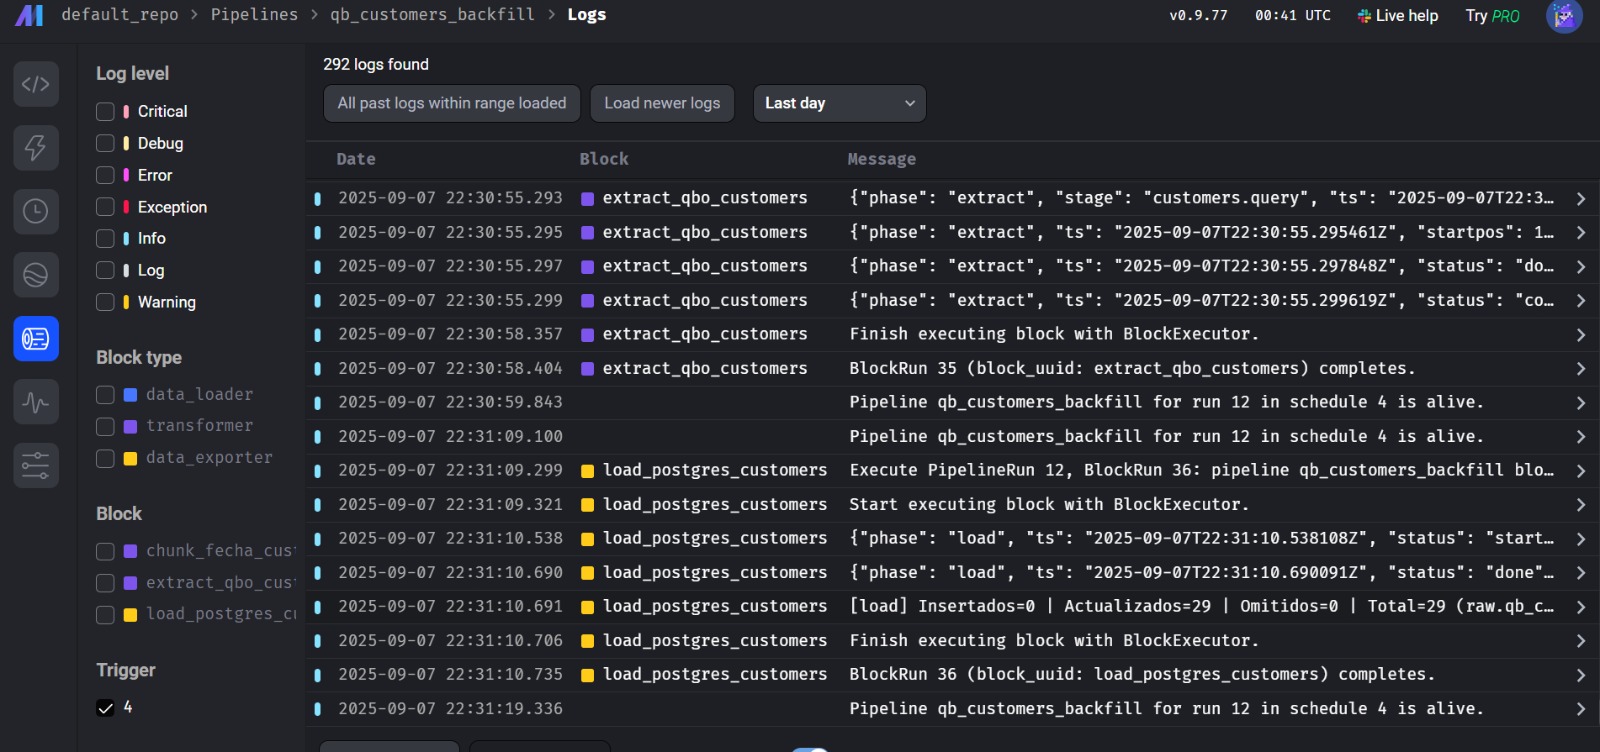 default_repo > Pipelines > qb_customers_backfill > Logs
v0.9.77 00:41 UTC Live help Try PRO
Log level
Critical
Debug
Error
Exception
Info
Log
Warning
Block type
data_loader
transformer
data_exporter
Block
chunk_fecha_cus
extract_qbo_cus
load_postgres_c
Trigger
4
292 logs found
All past logs within range loaded Load newer logs Last day
Date Block Message
2025-09-07 22:30:55.293 extract_qbo_customers {"phase": "extract", "stage": "customers.query", "ts": "2025-09-07T22:3…
2025-09-07 22:30:55.295 extract_qbo_customers {"phase": "extract", "ts": "2025-09-07T22:30:55.295461Z", "startpos": 1…
2025-09-07 22:30:55.297 extract_qbo_customers {"phase": "extract", "ts": "2025-09-07T22:30:55.297848Z", "status": "do…
2025-09-07 22:30:55.299 extract_qbo_customers {"phase": "extract", "ts": "2025-09-07T22:30:55.299619Z", "status": "co…
2025-09-07 22:30:58.357 extract_qbo_customers Finish executing block with BlockExecutor.
2025-09-07 22:30:58.404 extract_qbo_customers BlockRun 35 (block_uuid: extract_qbo_customers) completes.
2025-09-07 22:30:59.843 Pipeline qb_customers_backfill for run 12 in schedule 4 is alive.
2025-09-07 22:31:09.100 Pipeline qb_customers_backfill for run 12 in schedule 4 is alive.
2025-09-07 22:31:09.299 load_postgres_customers Execute PipelineRun 12, BlockRun 36: pipeline qb_customers_backfill blo…
2025-09-07 22:31:09.321 load_postgres_customers Start executing block with BlockExecutor.
2025-09-07 22:31:10.538 load_postgres_customers {"phase": "load", "ts": "2025-09-07T22:31:10.538108Z", "status": "start…
2025-09-07 22:31:10.690 load_postgres_customers {"phase": "load", "ts": "2025-09-07T22:31:10.690091Z", "status": "done"…
2025-09-07 22:31:10.691 load_postgres_customers [load] Insertados=0 | Actualizados=29 | Omitidos=0 | Total=29 (raw.qb_c…
2025-09-07 22:31:10.706 load_postgres_customers Finish executing block with BlockExecutor.
2025-09-07 22:31:10.735 load_postgres_customers BlockRun 36 (block_uuid: load_postgres_customers) completes.
2025-09-07 22:31:19.336 Pipeline qb_customers_backfill for run 12 in schedule 4 is alive.